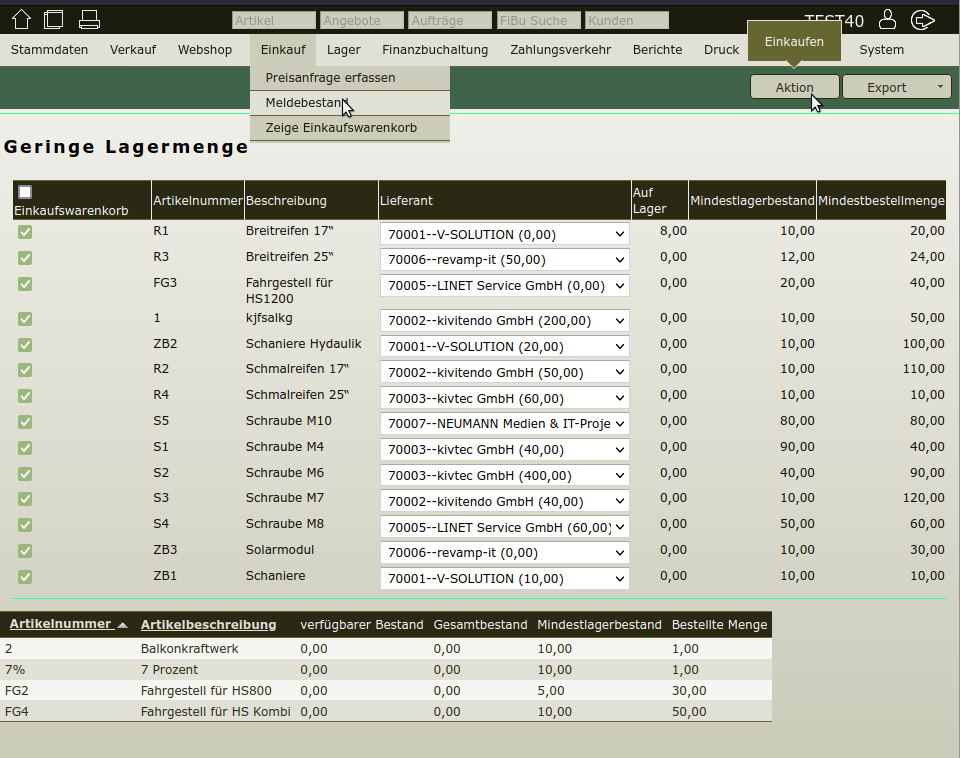 Artikel Angebote Aufträge FiBu Suche Kunden TEST40
Stammdaten Verkauf Webshop Einkauf Lager Finanzbuchaltung Zahlungsverkehr Berichte Druck Einkaufen System
Preisanfrage erfassen
Aktion Export
Meldebestand
Zeige Einkaufswarenkorb
Geringe Lagermenge
Einkaufswarenkorb Artikelnummer Beschreibung Lieferant Auf Lager Mindestlagerbestand Mindestbestellmenge
R1 Breitreifen 17“ 70001--V-SOLUTION (0,00) 8,00 10,00 20,00
R3 Breitreifen 25“ 70006--revamp-it (50,00) 0,00 12,00 24,00
FG3 Fahrgestell für HS1200 70005--LINET Service GmbH (0,00) 0,00 20,00 40,00
1 kjfsalkg 70002--kivitendo GmbH (200,00) 0,00 10,00 50,00
ZB2 Schaniere Hydaulik 70001--V-SOLUTION (20,00) 0,00 10,00 100,00
R2 Schmalreifen 17“ 70002--kivitendo GmbH (50,00) 0,00 10,00 110,00
R4 Schmalreifen 25“ 70003--kivtec GmbH (60,00) 0,00 10,00 10,00
S5 Schraube M10 70007--NEUMANN Medien & IT-Proje 0,00 80,00 80,00
S1 Schraube M4 70003--kivtec GmbH (40,00) 0,00 90,00 40,00
S2 Schraube M6 70003--kivtec GmbH (400,00) 0,00 40,00 90,00
S3 Schraube M7 70002--kivitendo GmbH (40,00) 0,00 10,00 120,00
S4 Schraube M8 70005--LINET Service GmbH (60,00) 0,00 50,00 60,00
ZB3 Solarmodul 70006--revamp-it (0,00) 0,00 10,00 30,00
ZB1 Schaniere 70001--V-SOLUTION (10,00) 0,00 10,00 10,00
Artikelnummer Artikelbeschreibung verfügbarer Bestand Gesamtbestand Mindestlagerbestand Bestellte Menge
2 Balkonkraftwerk 0,00 0,00 10,00 1,00
7% 7 Prozent 0,00 0,00 10,00 1,00
FG2 Fahrgestell für HS800 0,00 0,00 5,00 30,00
FG4 Fahrgestell für HS Kombi 0,00 0,00 10,00 50,00